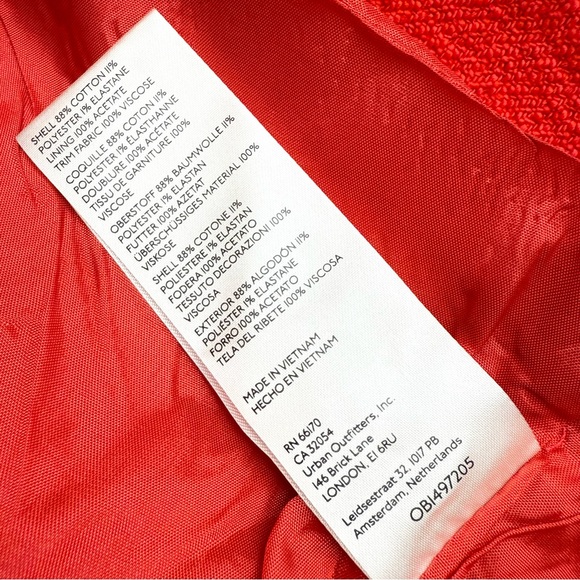 SHELL 88% COTTON 11%
POLYESTER 1% ELASTANE
LINING 100% ACETATE
TRIM FABRIC 100% VISCOSE
COQUILLE 88% COTON 11%
POLYESTER 1% ÉLASTHANNE
DOUBLURE 100% ACÉTATE
TISSU DE GARNITURE 100%
VISCOSE
OBERSTOFF 88% BAUMWOLLE 11%
POLYESTER 1% ELASTAN
FUTTER 100% AZETAT
ÜBERSCHÜSSIGES MATERIAL 100%
VISKOSE
SHELL 88% COTONE 11%
POLIESTERE 1% ELASTAN
FODERA 100% ACETATO
TESSUTO DECORAZIONI 100%
VISCOSA
EXTERIOR 88% ALGODÓN 11%
POLIÉSTER 1% ELASTANE
FORRO 100% ACETATO
TELA DEL RIBETE 100% VISCOSA
MADE IN VIETNAM
HECHO EN VIETNAM
RN 66170
CA 32054
Urban Outfitters, Inc.
146 Brick Lane
LONDON, E1 6RU
Leidsestraat 32, 1017 PB
Amsterdam, Netherlands
OB1497205